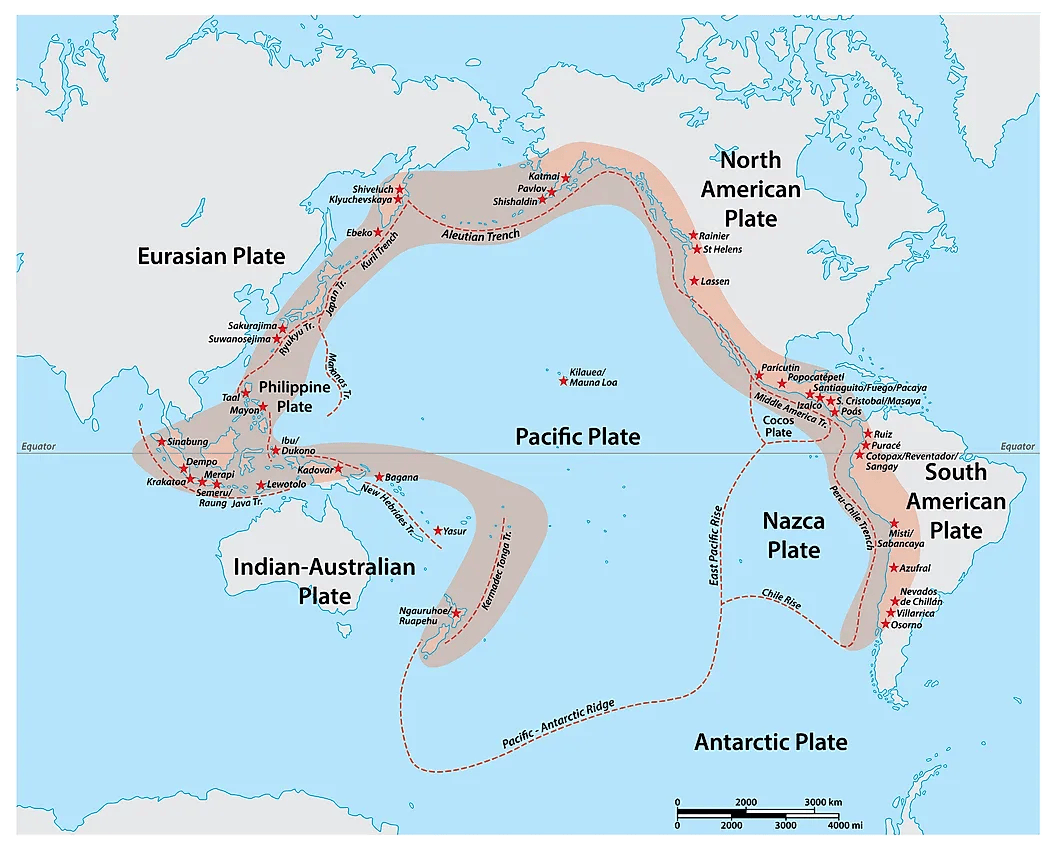 North
American
Plate
Katmai
Pavlov
Shishaldin
Shiveluch
Klyuchevskaya
Ebeko
Kuril Trench
Aleutian Trench
Rainier
St Helens
Lassen
Eurasian Plate
Japan Tr.
Sakurajima
Suwanosejima
Ryukyu Tr.
Marianas Tr.
Philippine
Plate
Taal
Mayon
Kilauea/
Mauna Loa
Paricutin
Popocatépetl
Santiaguito/Fuego/Pacaya
Izalco
S. Cristobal/Masaya
Poás
Middle America Tr.
Cocos
Plate
Pacific Plate
Equator
Equator
Sinabung
Ibu/
Dukono
Ruiz
Puracé
Cotopax/Reventador/
Sangay
Dempo
Krakatoa
Merapi
Semeru/
Raung
Java Tr.
Lewotolo
Kadovar
Bagana
New Hebrides Tr.
Yasur
South
American
Plate
Peru-Chile Trench
Nazca
Plate
East Pacific Rise
Misti/
Sabancaya
Azufral
Indian-Australian
Plate
Kermadec Tonga Tr.
Ngauruhoe/
Ruapehu
Chile Rise
Nevados
de Chillán
Villarrica
Osorno
Pacific - Antarctic Ridge
Antarctic Plate
0 2000 3000 km
0 2000 3000 4000 mi